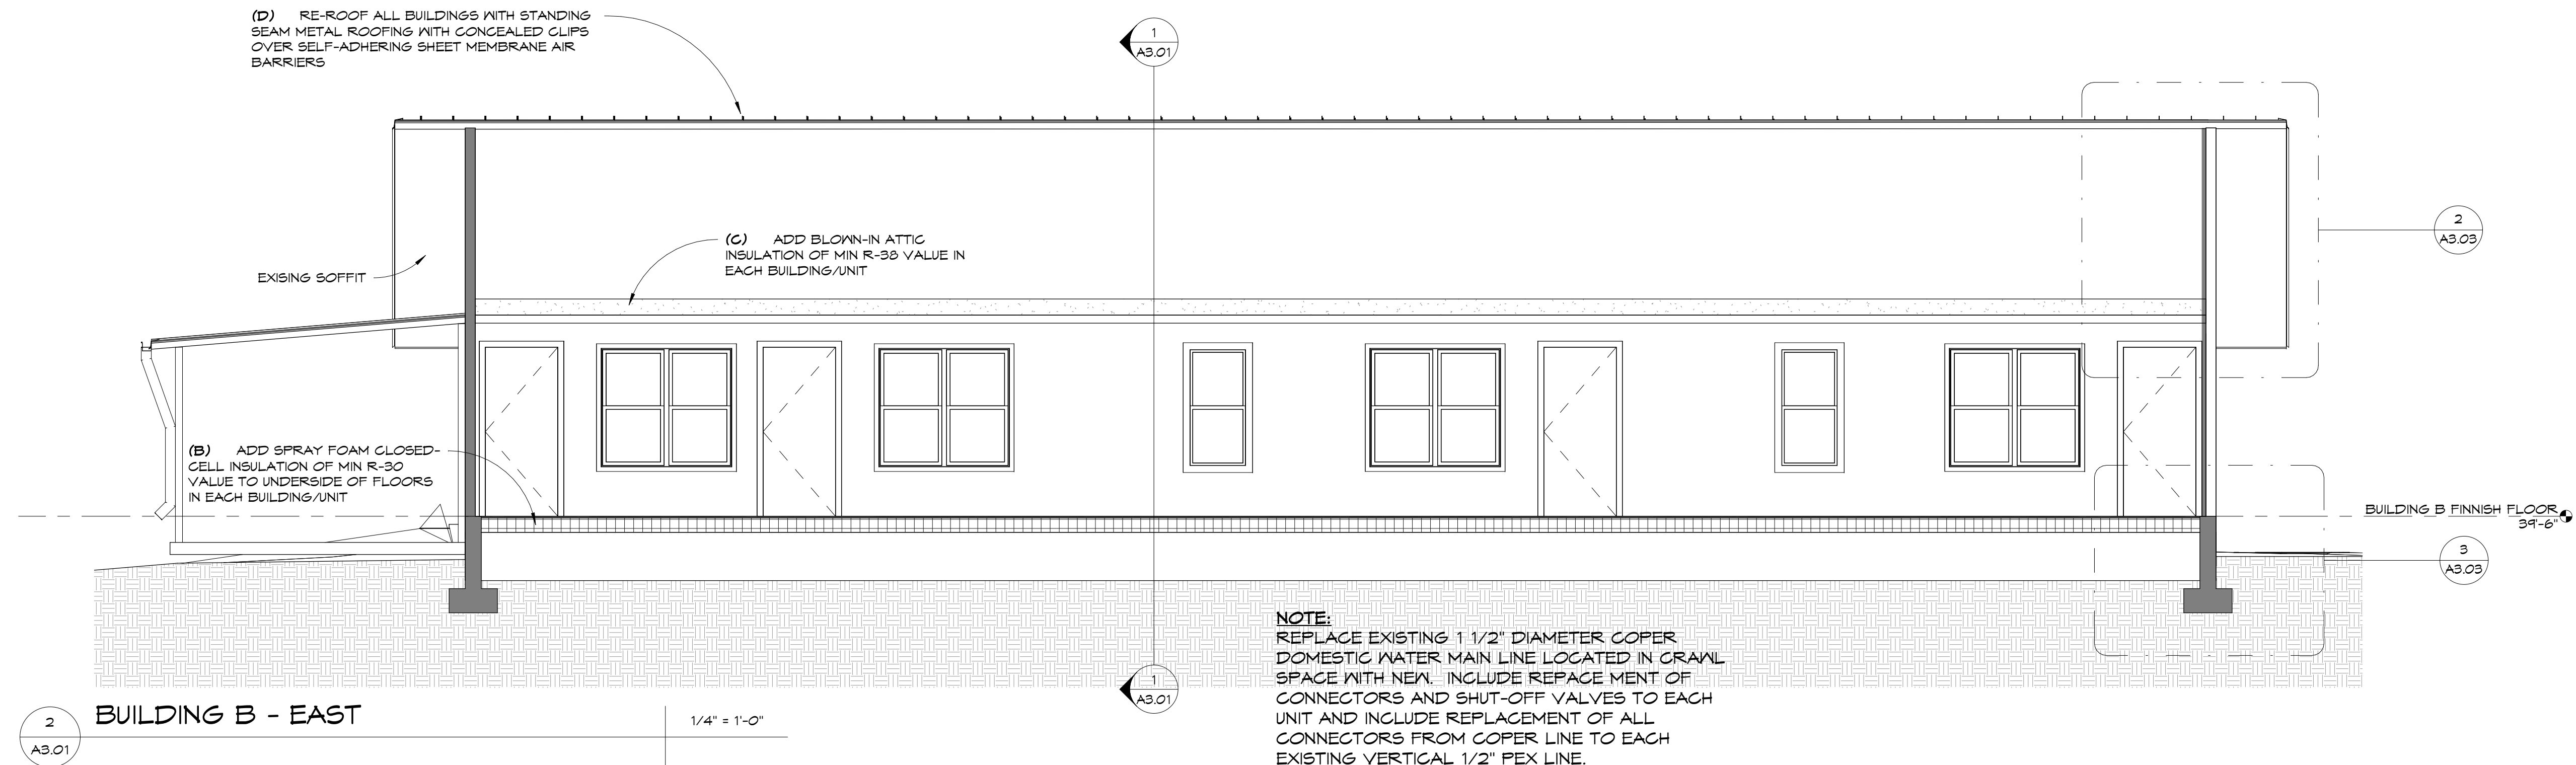 (D) RE-ROOF ALL BUILDINGS WITH STANDING
SEAM METAL ROOFING WITH CONCEALED CLIPS
OVER SELF-ADHERING SHEET MEMBRANE AIR
BARRIERS
1
A3.01
2
A3.03
(C) ADD BLOWN-IN ATTIC
INSULATION OF MIN R-38 VALUE IN
EACH BUILDING/UNIT
EXISING SOFFIT
(B) ADD SPRAY FOAM CLOSED-
CELL INSULATION OF MIN R-30
VALUE TO UNDERSIDE OF FLOORS
IN EACH BUILDING/UNIT
BUILDING B FINNISH FLOOR
39'-6"
3
A3.03
NOTE:
REPLACE EXISTING 1 1/2" DIAMETER COPER
DOMESTIC WATER MAIN LINE LOCATED IN CRAWL
SPACE WITH NEW. INCLUDE REPACE MENT OF
CONNECTORS AND SHUT-OFF VALVES TO EACH
UNIT AND INCLUDE REPLACEMENT OF ALL
CONNECTORS FROM COPER LINE TO EACH
EXISTING VERTICAL 1/2" PEX LINE.
1
A3.01
2
A3.01
BUILDING B - EAST
1/4" = 1'-0"